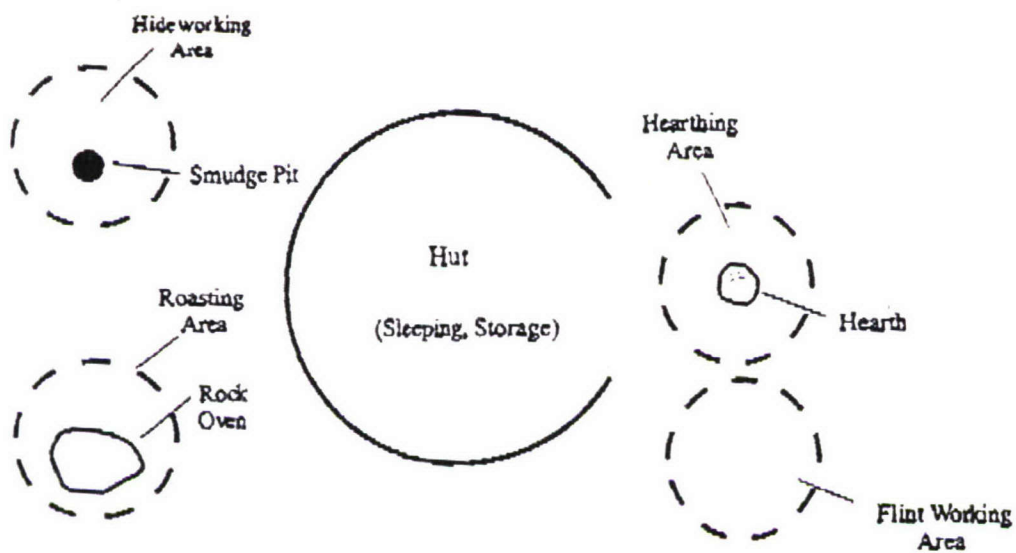 Hideworking
Area
Smudge Pit
Hearthing
Area
Hut
(Sleeping, Storage)
Hearth
Roasting
Area
Rock
Oven
Flint Working
Area